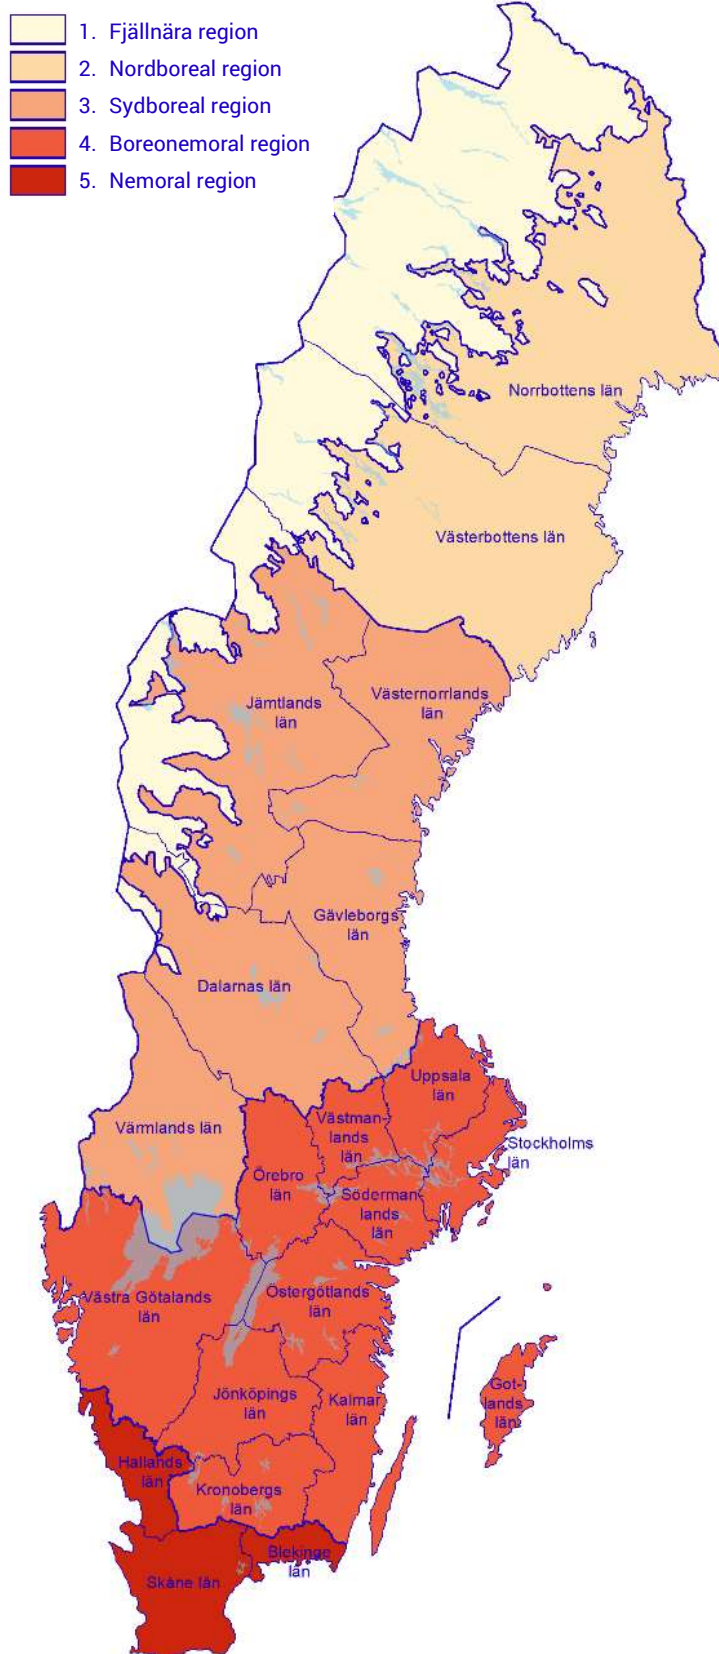 1. Fjällnära region
2. Nordboreal region
3. Sydboreal region
4. Boreonemoral region
5. Nemoral region
Norrbottens län
Västerbottens län
Jämtlands
län
Västernorrlands
län
Gävleborgs
län
Dalarnas län
Uppsala
län
Värmlands län
Västman-
lands
län
Stockholms
län
Örebro
län
Söderman-
lands
län
Västra Götalands
län
Östergötlands
län
Jönköpings
län
Kalmar
län
Got-
lands
län
Hallands
län
Kronobergs
län
Blekinge
län
Skåne län